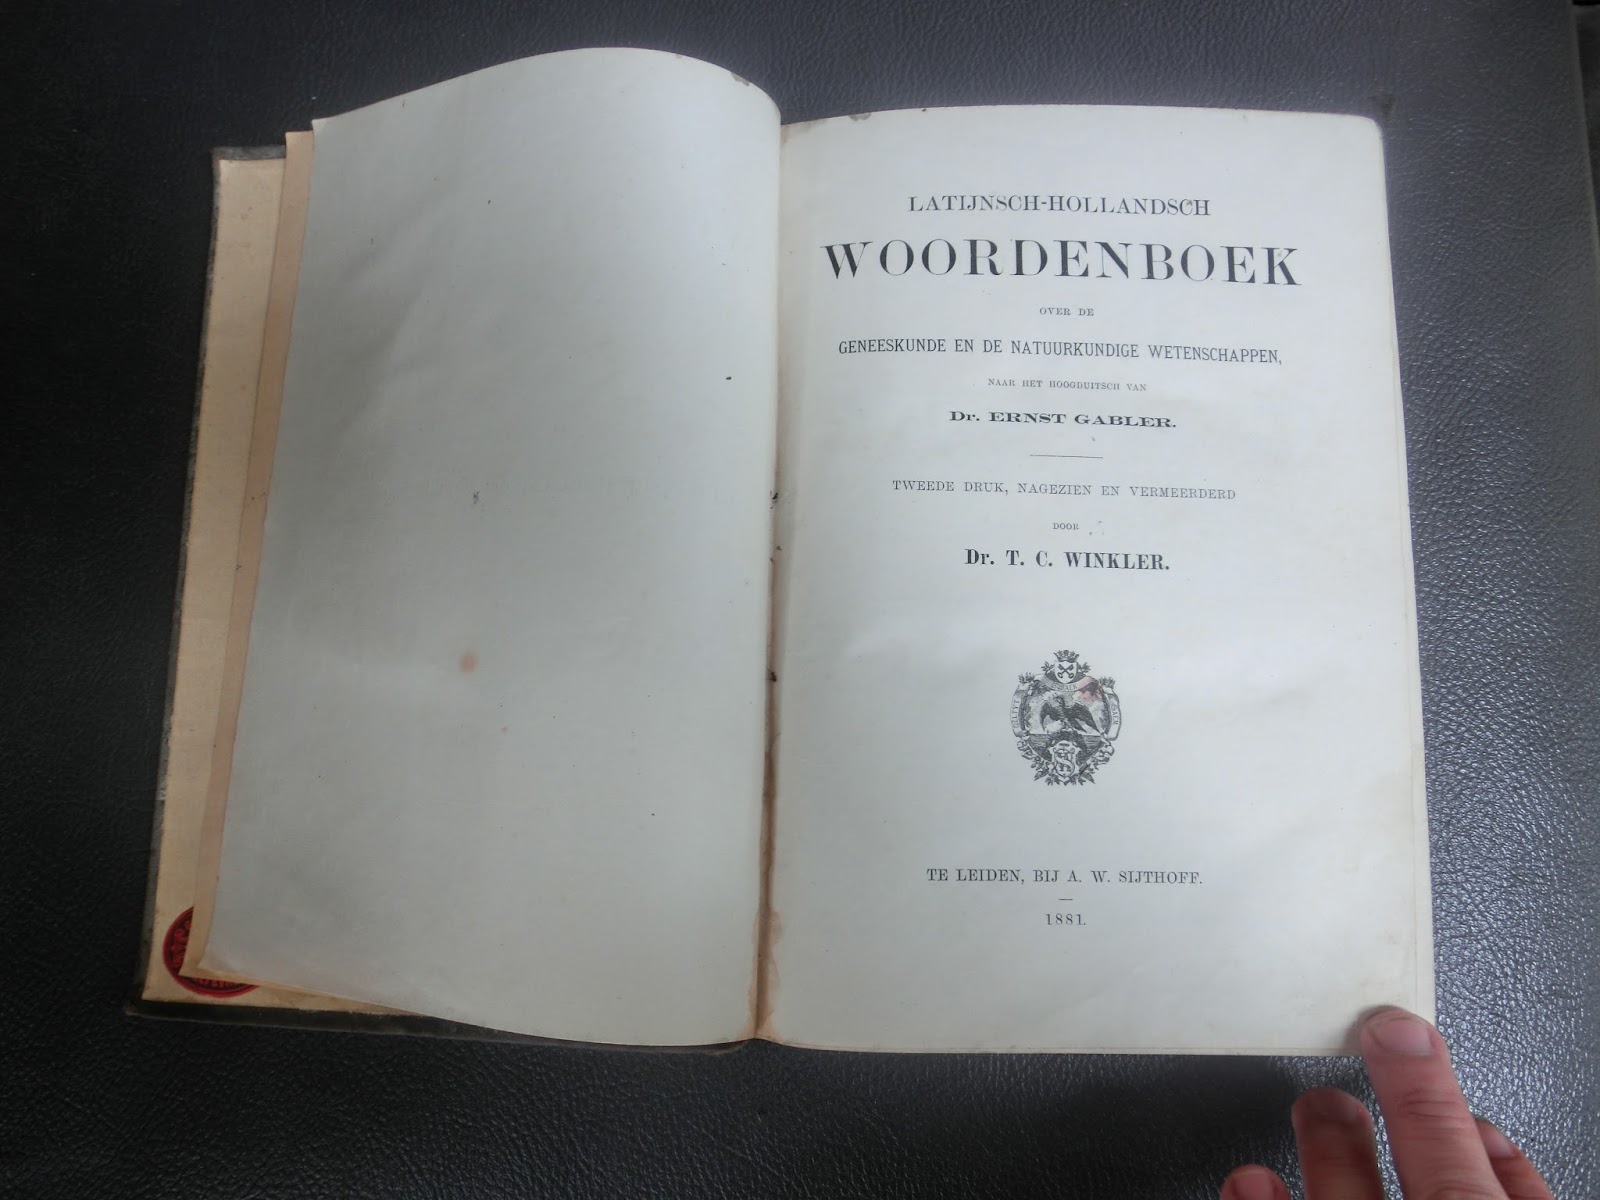 LATIJNSCH-HOLLANDSCH
WOORDENBOEK
OVER DE
GENEESKUNDE EN DE NATUURKUNDIGE WETENSCHAPPEN,
NAAR HET HOOGDUITSCH VAN
Dr. ERNST GABLER.
TWEEDE DRUK, NAGEZIEN EN VERMEERDERD
DOOR
Dr. T. C. WINKLER.
TE LEIDEN, BIJ A. W. SIJTHOFF.
1881.